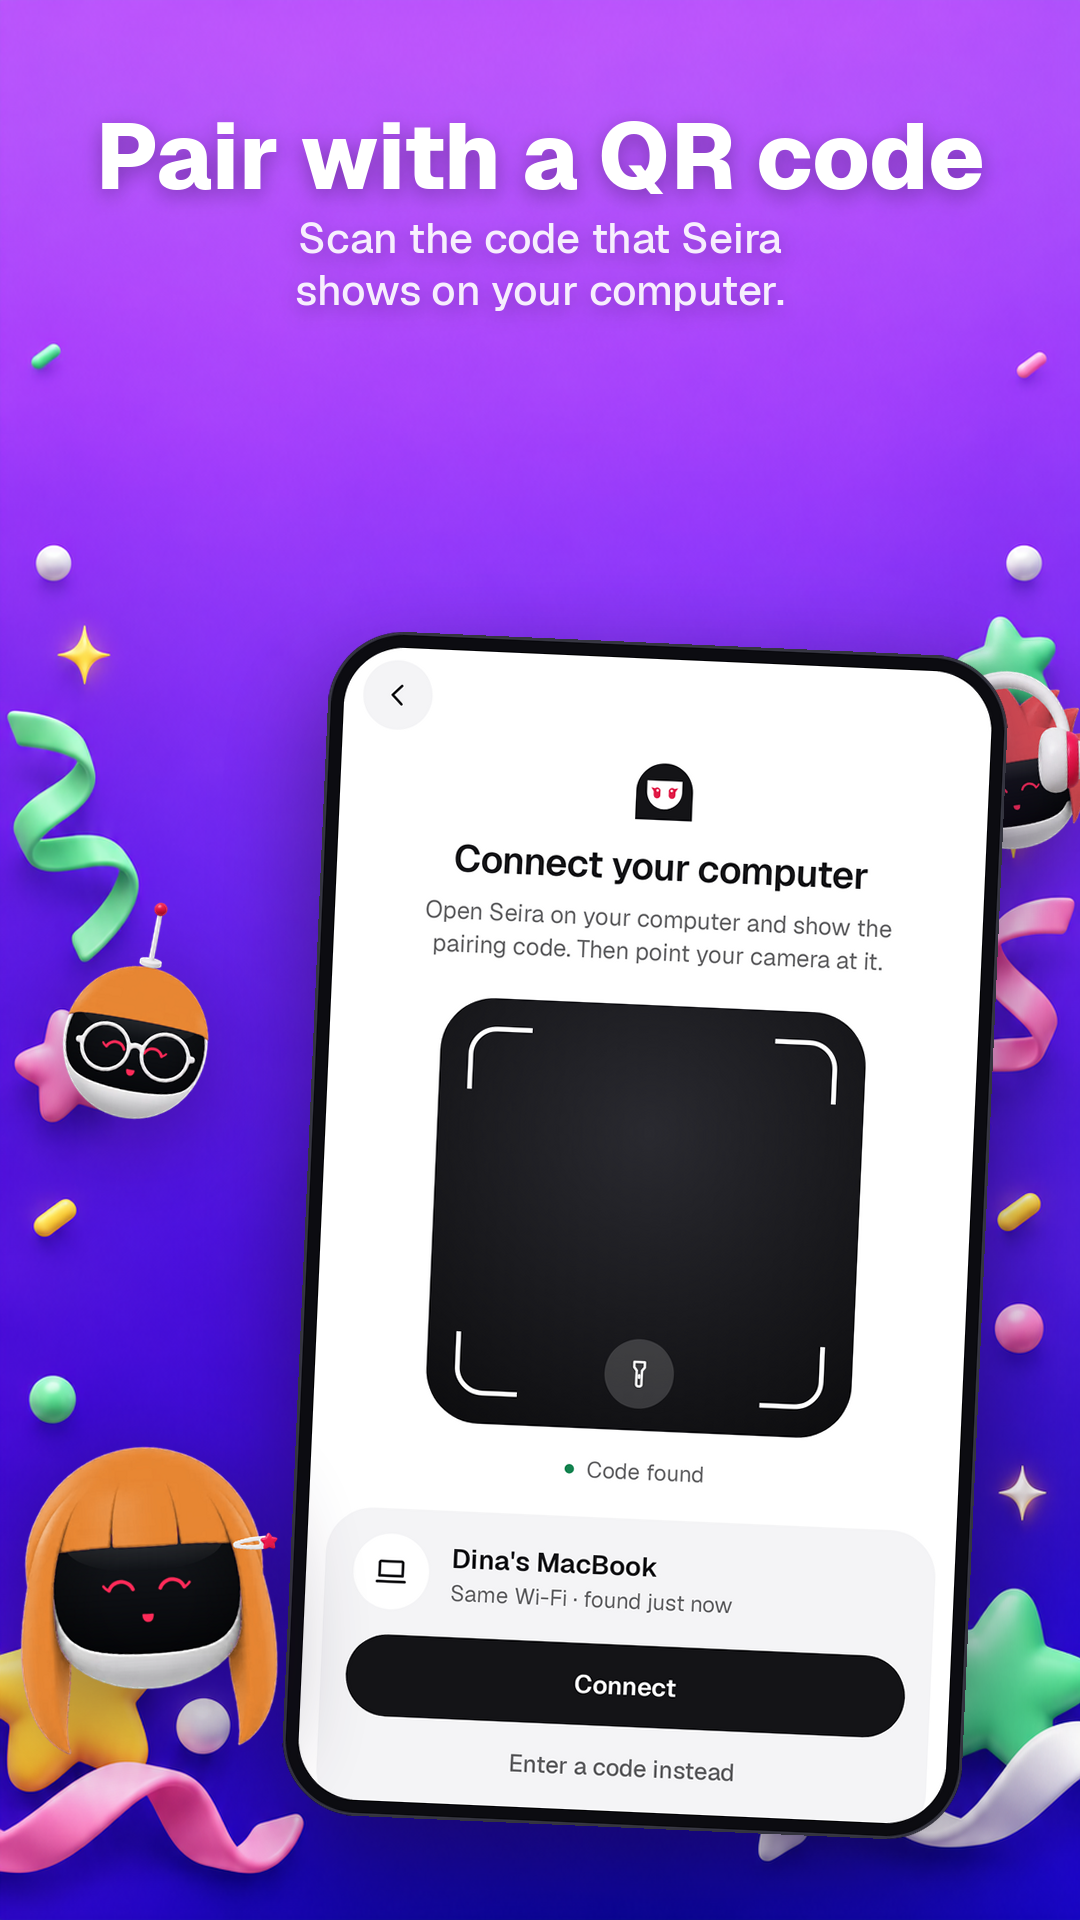 Pair with a QR code
Scan the code that Seira
shows on your computer.
Connect your computer
Open Seira on your computer and show the
pairing code. Then point your camera at it.
Code found
Dina's MacBook
Same Wi-Fi · found just now
Connect
Enter a code instead